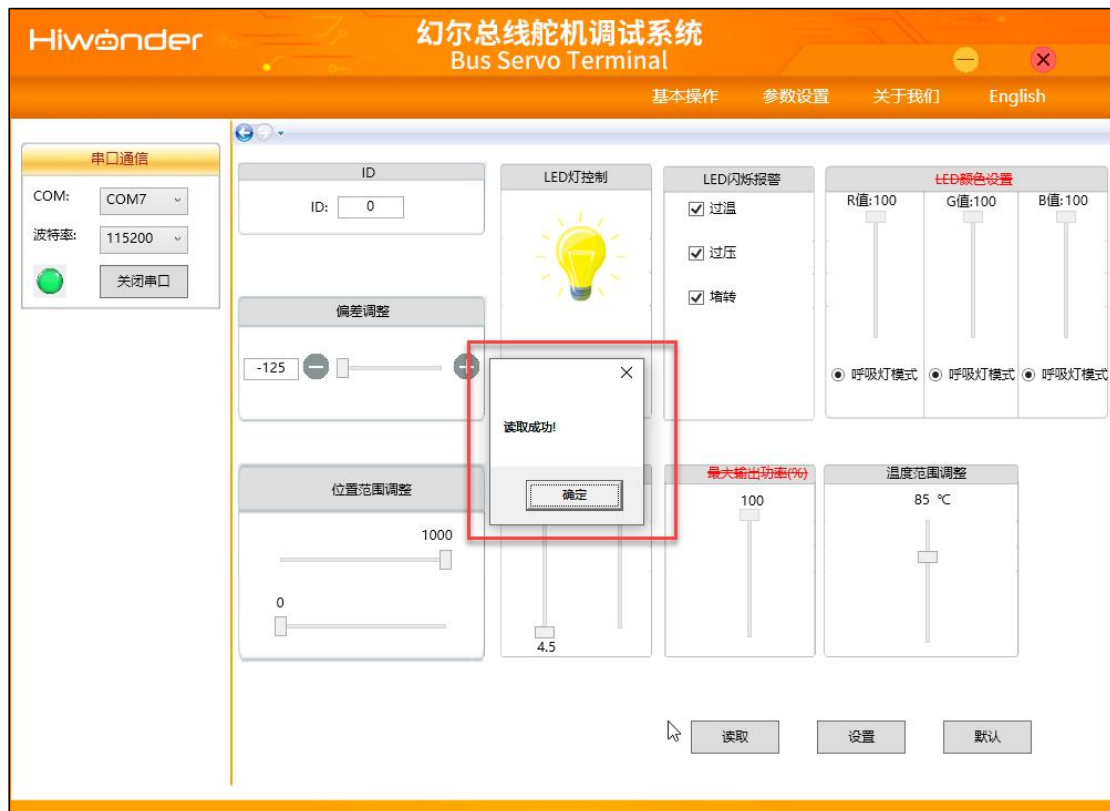 Hiwonder
幻尔总线舵机调试系统
Bus Servo Terminal
基本操作 参数设置 关于我们 English
串口通信
COM: COM7
波特率: 115200
关闭串口
ID
ID: 0
LED灯控制
LED闪烁报警
过温
过压
堵转
LED颜色设置
R值:100 G值:100 B值:100
呼吸灯模式 呼吸灯模式 呼吸灯模式
偏差调整
-125
读取成功!
确定
位置范围调整
1000
0
4.5
最大输出功率(%)
100
温度范围调整
85 ℃
读取 设置 默认